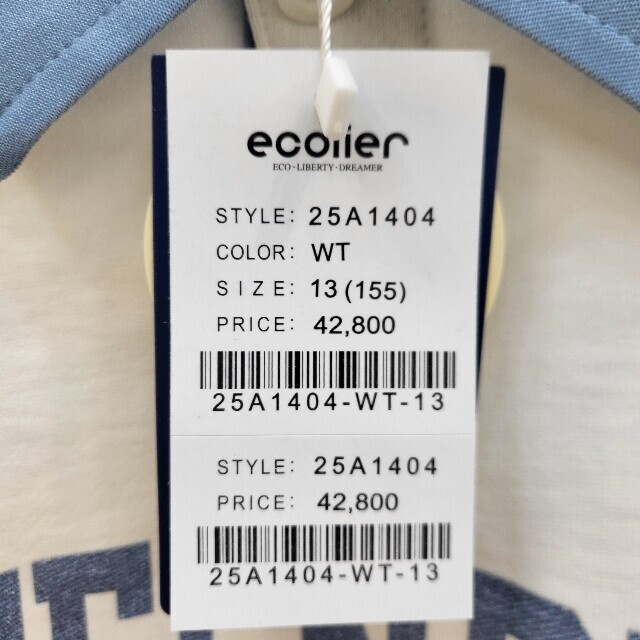 ecolier
ECO·LIBERTY·DREAMER
STYLE: 25A1404
COLOR: WT
SIZE: 13 (155)
PRICE: 42,800
25A1404-WT-13
STYLE: 25A1404
PRICE: 42,800
25A1404-WT-13